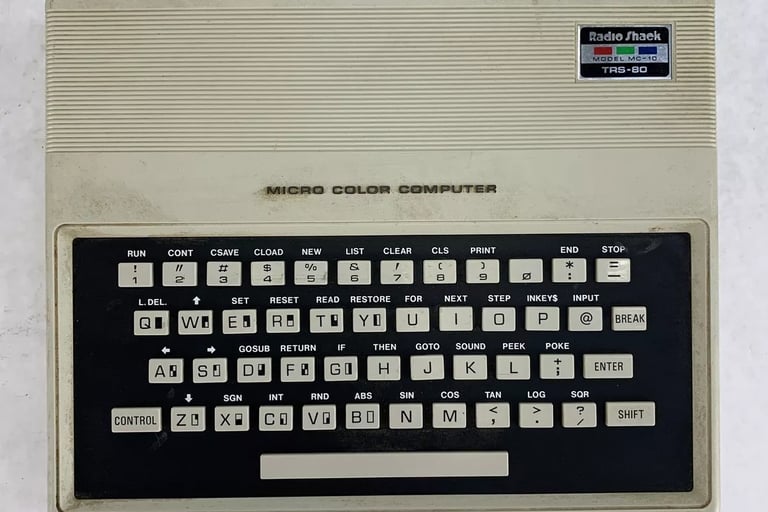 Radio Shack
MODEL MC-10
TRS-80
MICRO COLOR COMPUTER
RUN CONT CSAVE CLOAD NEW LIST CLEAR CLS PRINT END STOP
! " # $ % & ' ( ) * =
1 2 3 4 5 6 7 8 9 0 : -
L.DEL. ↑ SET RESET READ RESTORE FOR NEXT STEP INKEY$ INPUT
Q W E R T Y U I O P @ BREAK
← → GOSUB RETURN IF THEN GOTO SOUND PEEK POKE
A S D F G H J K L + ; ENTER
↓ SGN INT RND ABS SIN COS TAN LOG SQR
CONTROL Z X C V B N M < , > . ? / SHIFT